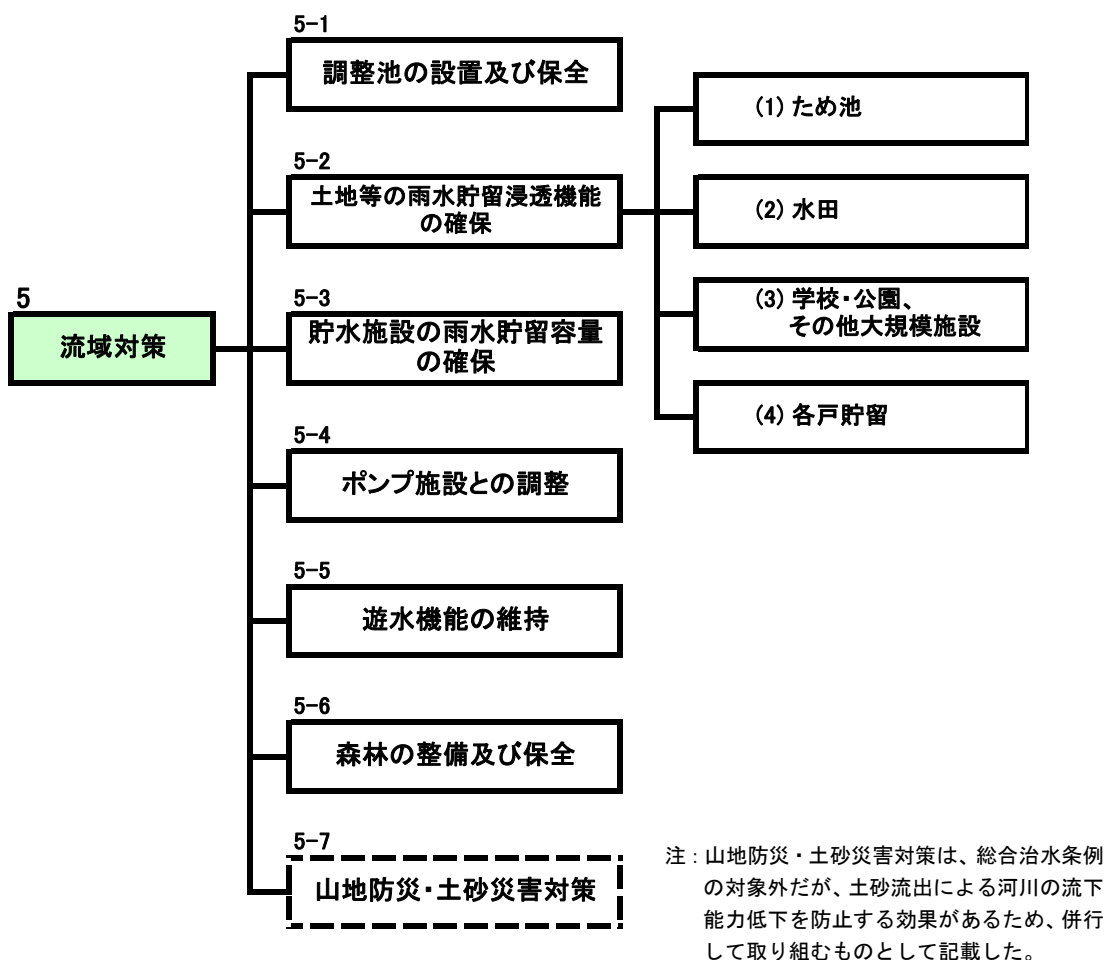 5
流域対策
5-1
調整池の設置及び保全
5-2
土地等の雨水貯留浸透機能
の確保
(1) ため池
(2) 水田
(3) 学校・公園、
その他大規模施設
(4) 各戸貯留
5-3
貯水施設の雨水貯留容量
の確保
5-4
ポンプ施設との調整
5-5
遊水機能の維持
5-6
森林の整備及び保全
5-7
山地防災・土砂災害対策
注：山地防災・土砂災害対策は、総合治水条例
の対象外だが、土砂流出による河川の流下
能力低下を防止する効果があるため、併行
して取り組むものとして記載した。